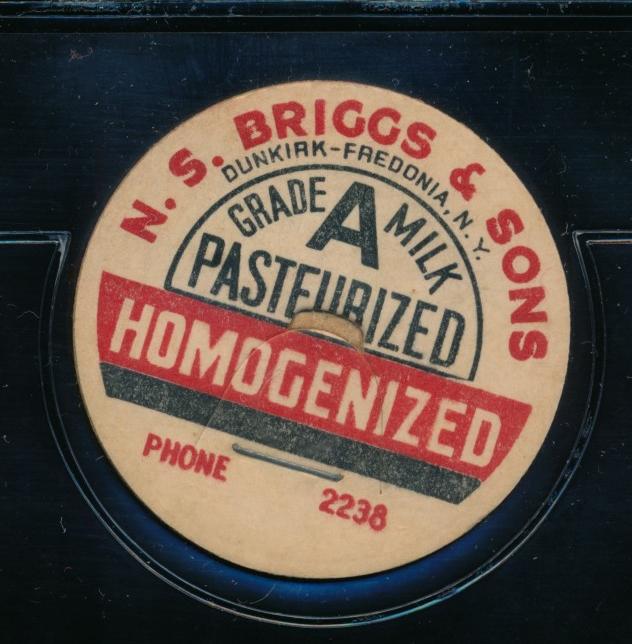 N. S. BRIGGS & SONS
DUNKIRK-FREDONIA, N.Y.
GRADE A MILK
PASTEURIZED
HOMOGENIZED
PHONE 2238